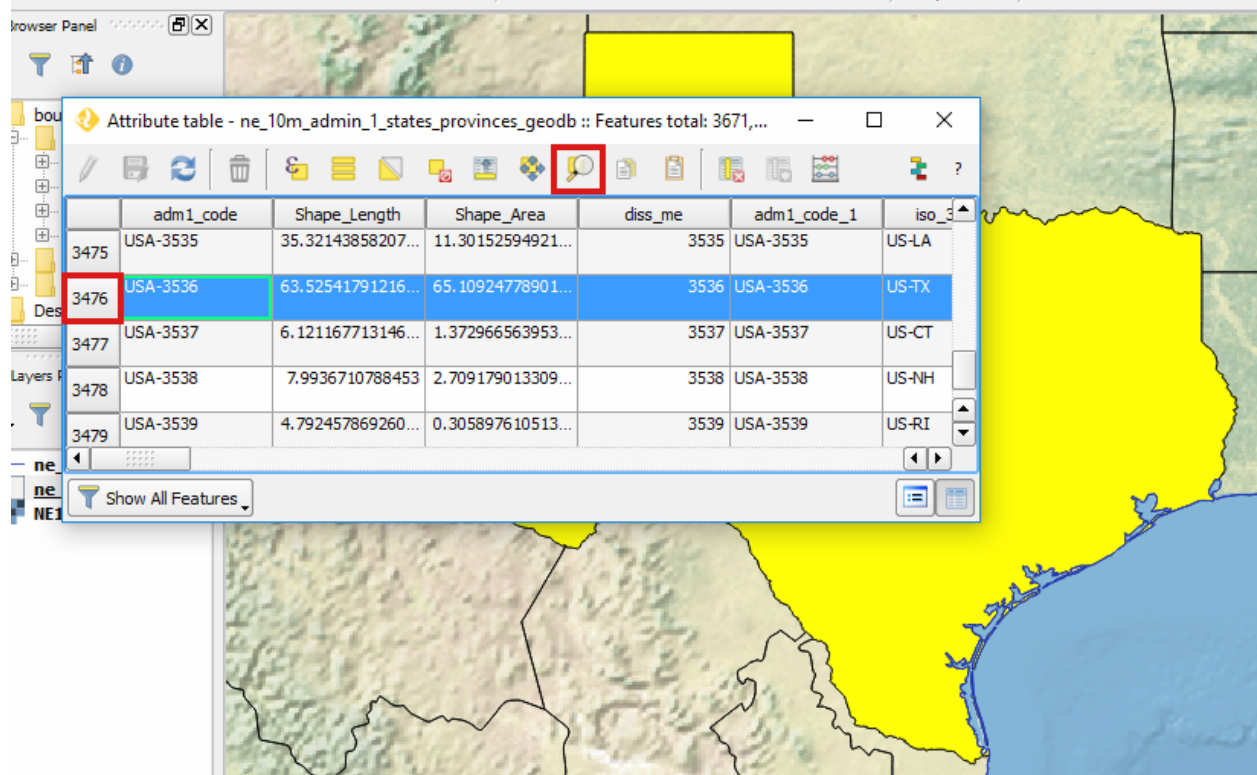 Browser Panel
bou
Attribute table - ne_10m_admin_1_states_provinces_geodb :: Features total: 3671,...
?
adm1_code Shape_Length Shape_Area diss_me adm1_code_1 iso_3
3475 USA-3535 35.32143858207... 11.30152594921... 3535 USA-3535 US-LA
3476 USA-3536 63.52541791216... 65.10924778901... 3536 USA-3536 US-TX
Des
3477 USA-3537 6.121167713146... 1.372966563953... 3537 USA-3537 US-CT
Layers P
3478 USA-3538 7.9936710788453 2.709179013309... 3538 USA-3538 US-NH
3479 USA-3539 4.792457869260... 0.305897610513... 3539 USA-3539 US-RI
ne_
ne_
Show All Features
NE1